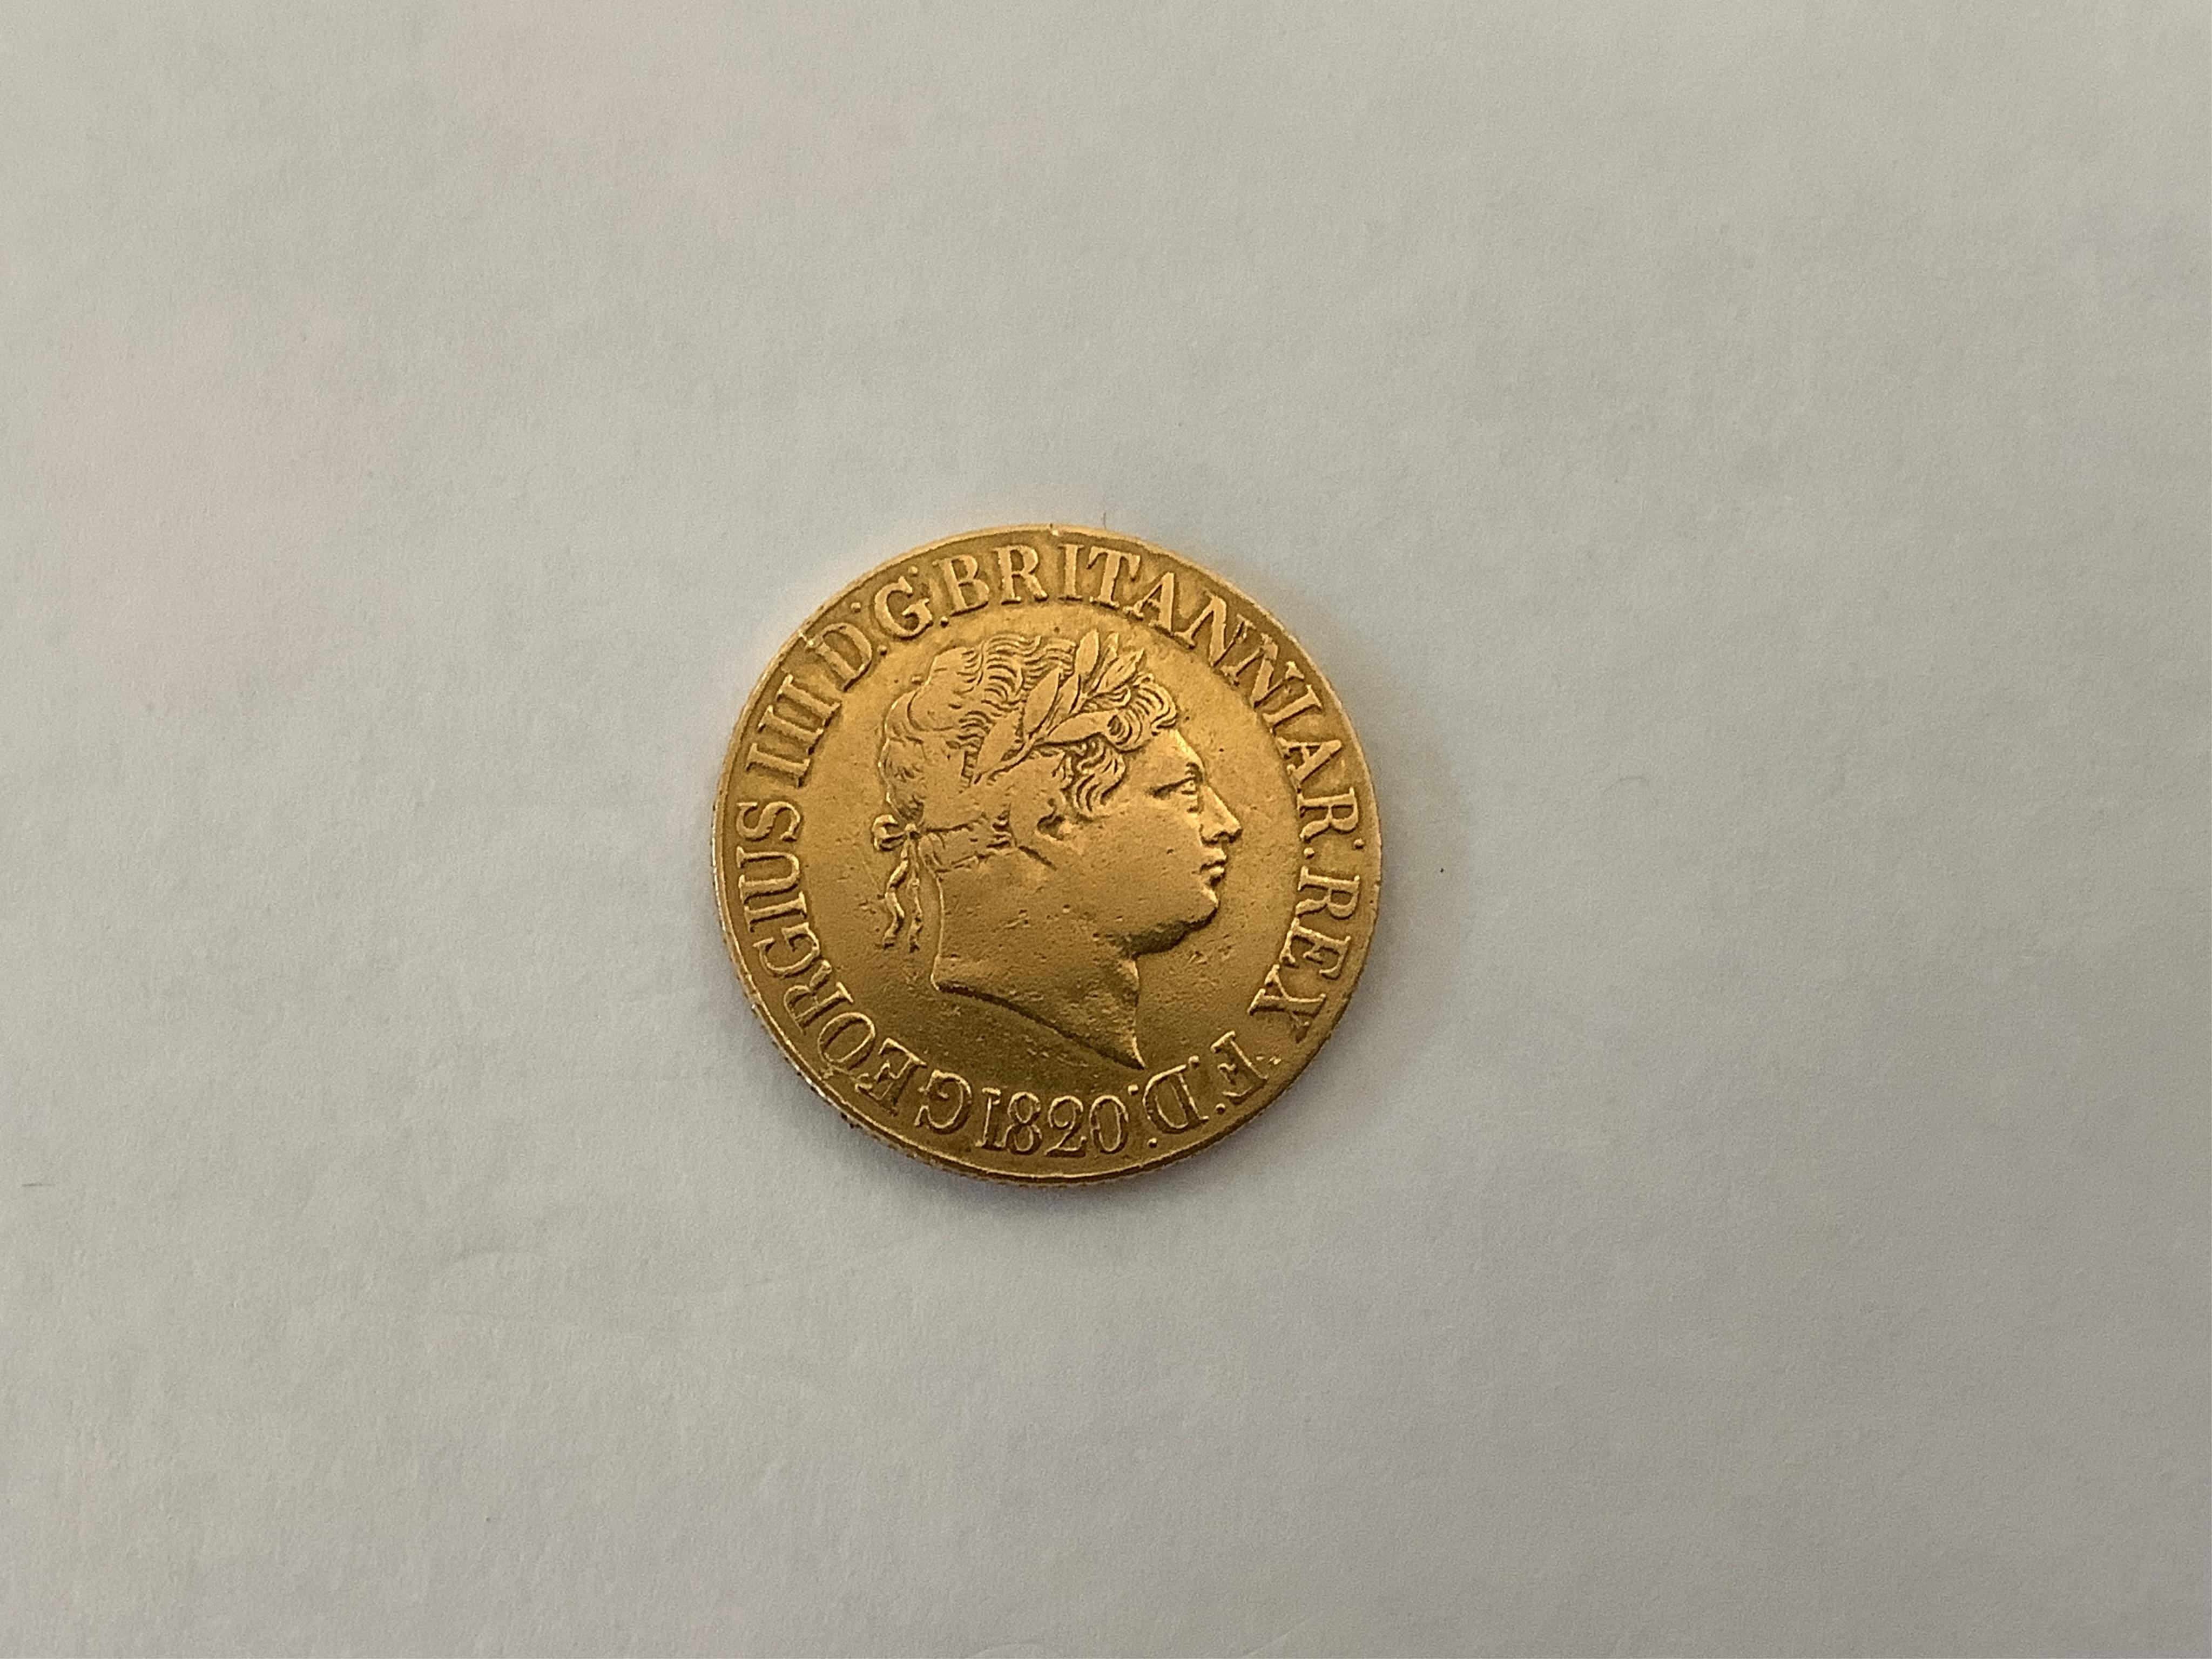 GEORGIUS III D:G:BRITANNIAR:REX F.D:
1820